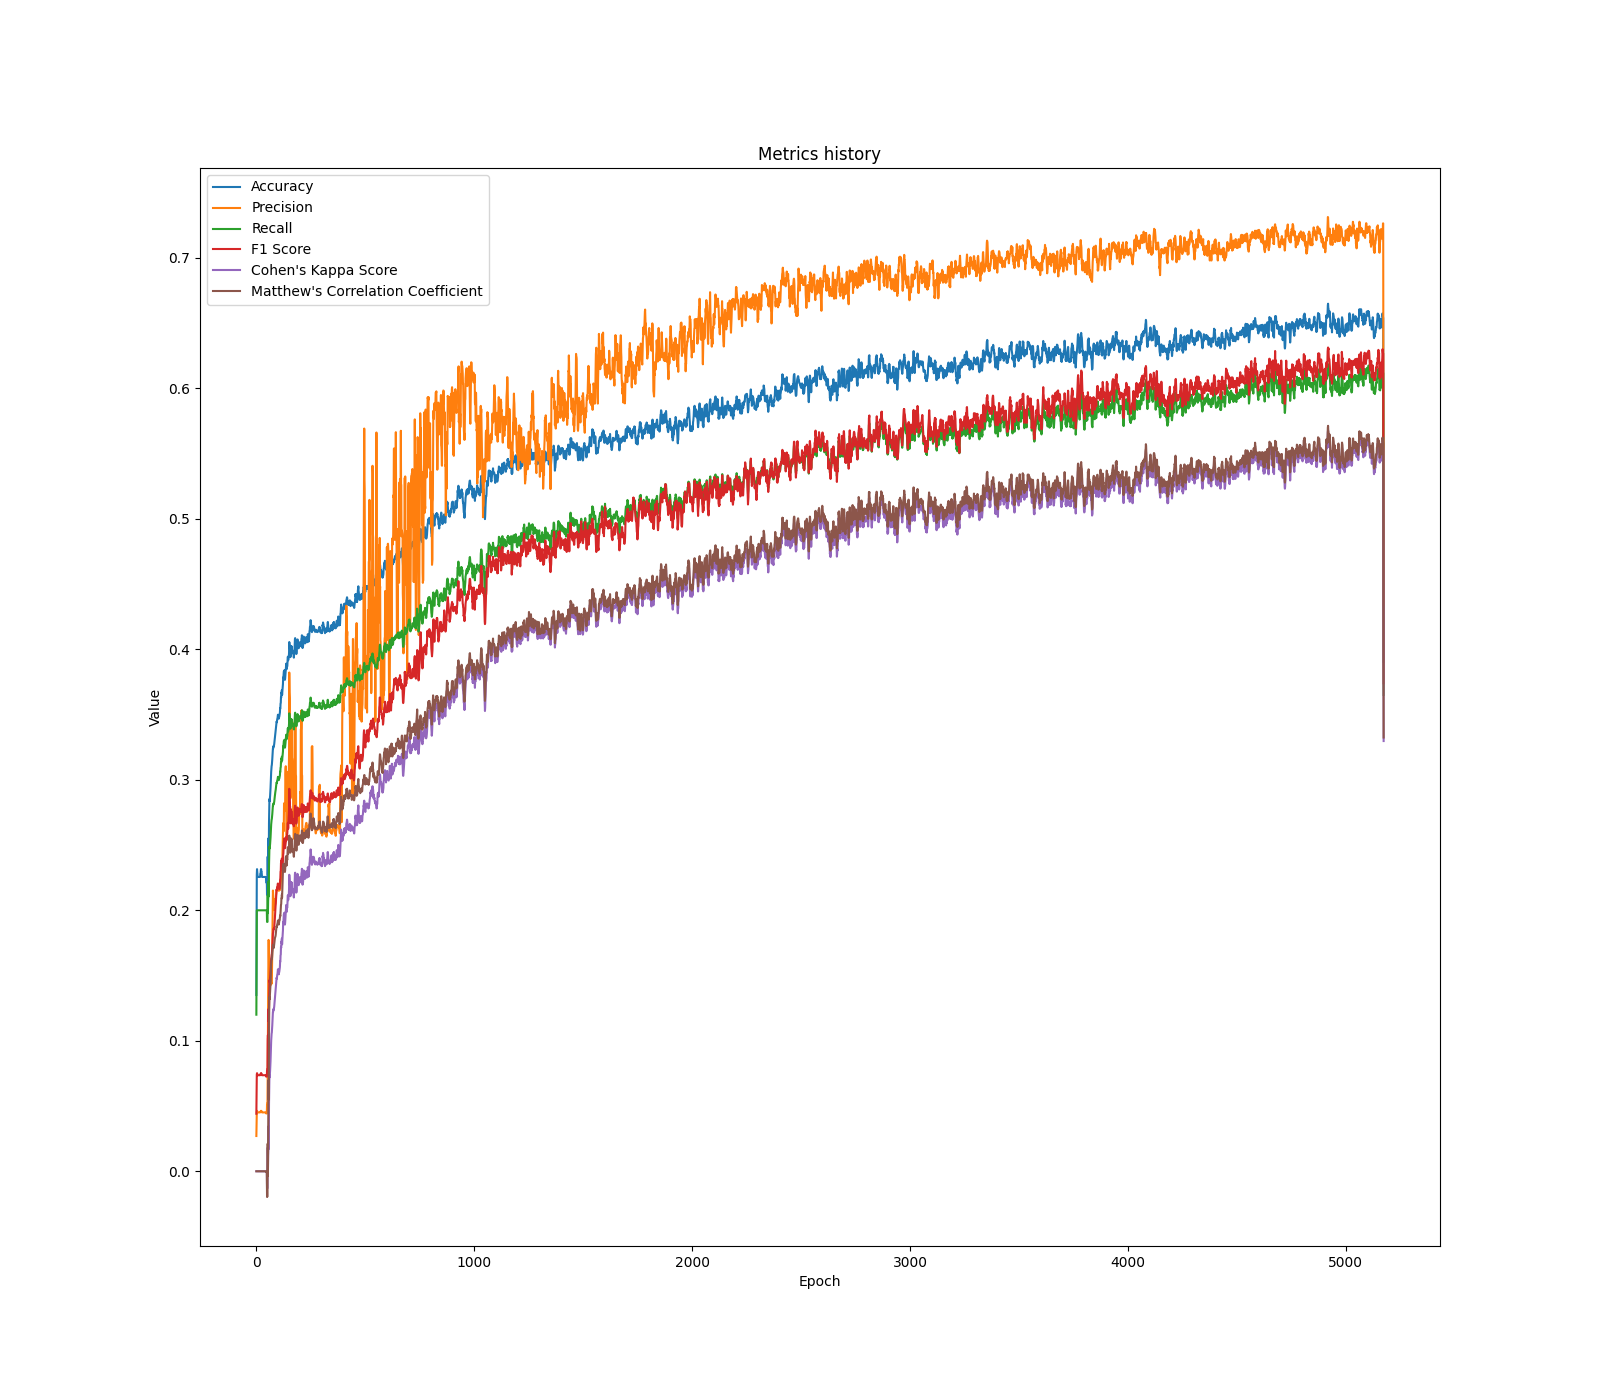 Metrics history
Accuracy
Precision
Recall
F1 Score
Cohen's Kappa Score
Matthew's Correlation Coefficient
0.7
0.6
0.5
0.4
0.3
0.2
0.1
0.0
Value
0 1000 2000 3000 4000 5000
Epoch